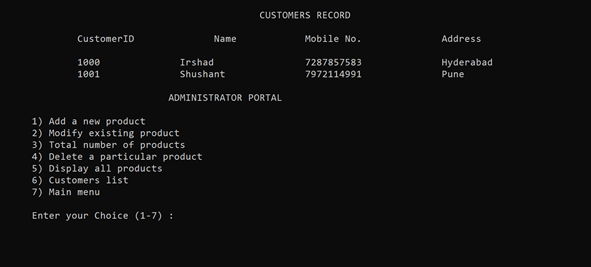 CUSTOMERS RECORD
CustomerID Name Mobile No. Address
1000 Irshad 7287857583 Hyderabad
1001 Shushant 7972114991 Pune
ADMINISTRATOR PORTAL
1) Add a new product
2) Modify existing product
3) Total number of products
4) Delete a particular product
5) Display all products
6) Customers list
7) Main menu
Enter your Choice (1-7) :